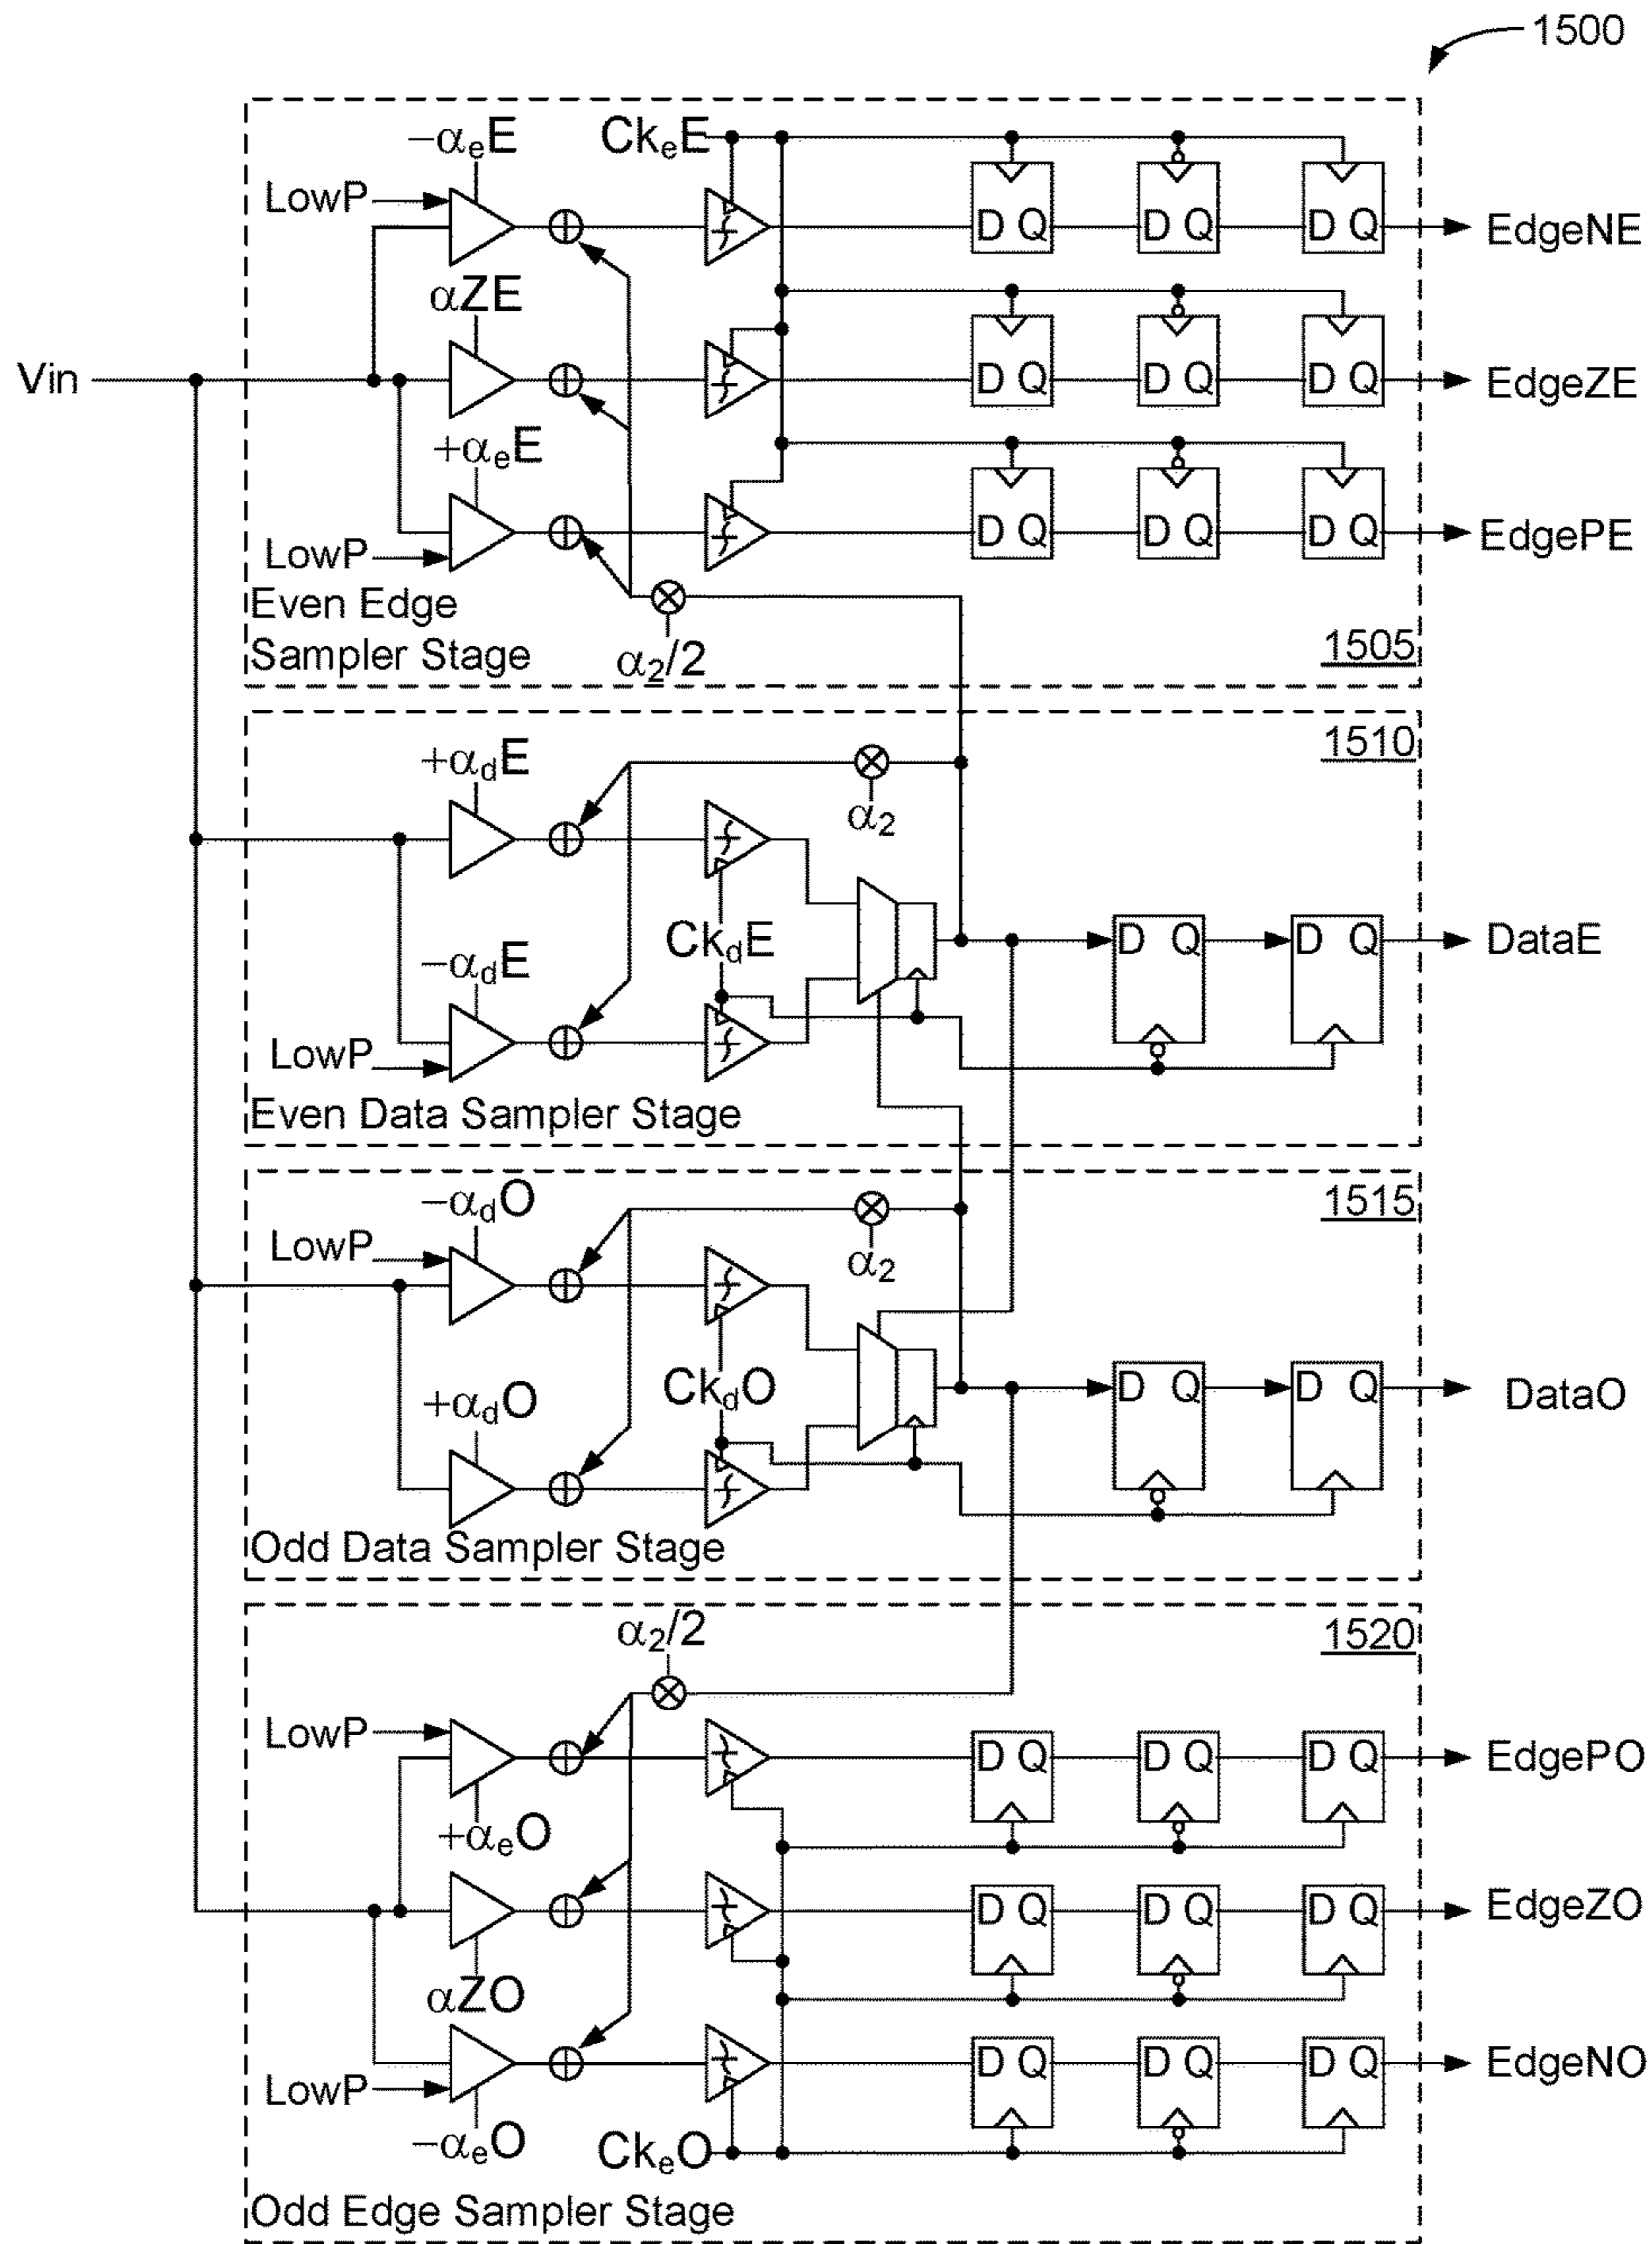 1500
−αeE
CkeE
LowP
D Q D Q D Q EdgeNE
αZE
Vin
D Q D Q D Q EdgeZE
+αeE
D Q D Q D Q EdgePE
LowP
Even Edge
Sampler Stage
α2/2
1505
1510
+αdE
α2
CkdE
D Q D Q DataE
−αdE
LowP
Even Data Sampler Stage
1515
−αdO
LowP
α2
CkdO
D Q D Q DataO
+αdO
Odd Data Sampler Stage
α2/2
1520
LowP
D Q D Q D Q EdgePO
+αeO
D Q D Q D Q EdgeZO
αZO
D Q D Q D Q EdgeNO
LowP
−αeO
CkeO
Odd Edge Sampler Stage